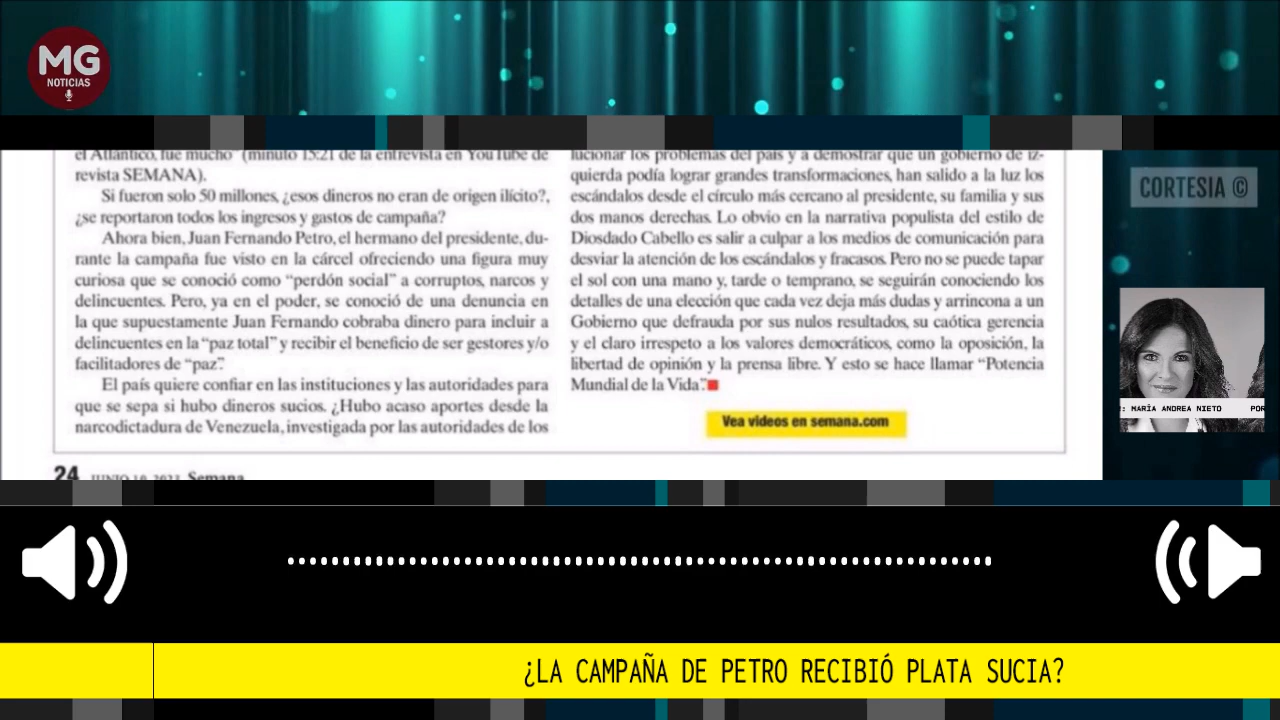 MG
NOTICIAS
el Atlántico, fue mucho" (minuto 15:21 de la entrevista en YouTube de
revista SEMANA).
Si fueron solo 50 millones, ¿esos dineros no eran de origen ilícito?,
¿se reportaron todos los ingresos y gastos de campaña?
Ahora bien, Juan Fernando Petro, el hermano del presidente, du-
rante la campaña fue visto en la cárcel ofreciendo una figura muy
curiosa que se conoció como “perdón social” a corruptos, narcos y
delincuentes. Pero, ya en el poder, se conoció de una denuncia en
la que supuestamente Juan Fernando cobraba dinero para incluir a
delincuentes en la “paz total” y recibir el beneficio de ser gestores y/o
facilitadores de “paz”.
El país quiere confiar en las instituciones y las autoridades para
que se sepa si hubo dineros sucios. ¿Hubo acaso aportes desde la
narcodictadura de Venezuela, investigada por las autoridades de los
lucionar los problemas del país y a demostrar que un gobierno de iz-
quierda podía lograr grandes transformaciones, han salido a la luz los
escándalos desde el círculo más cercano al presidente, su familia y sus
dos manos derechas. Lo obvio en la narrativa populista del estilo de
Diosdado Cabello es salir a culpar a los medios de comunicación para
desviar la atención de los escándalos y fracasos. Pero no se puede tapar
el sol con una mano y, tarde o temprano, se seguirán conociendo los
detalles de una elección que cada vez deja más dudas y arrincona a un
Gobierno que defrauda por sus nulos resultados, su caótica gerencia
y el claro irrespeto a los valores democráticos, como la oposición, la
libertad de opinión y la prensa libre. Y esto se hace llamar “Potencia
Mundial de la Vida”.
Vea videos en semana.com
24 Semana
CORTESIA ©
: MARÍA ANDREA NIETO POR
¿LA CAMPAÑA DE PETRO RECIBIÓ PLATA SUCIA?